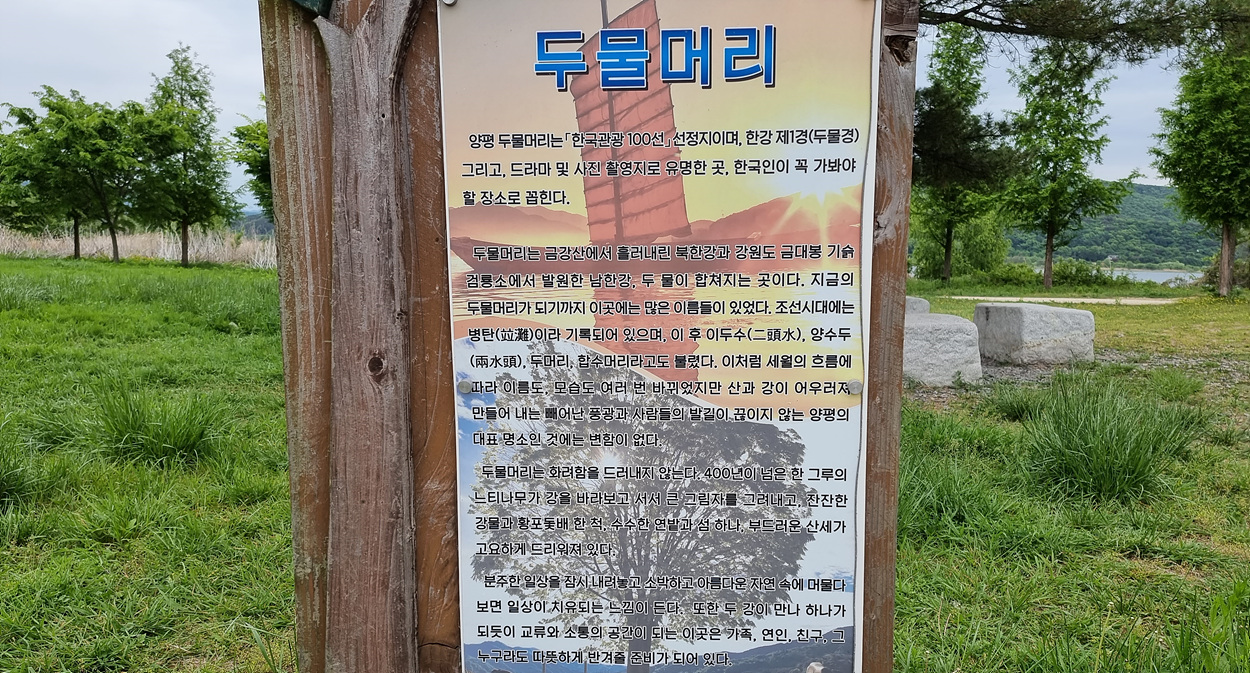 두물머리
양평 두물머리는 「한국관광 100선」 선정지이며, 한강 제1경(두물경)
그리고, 드라마 및 사진 촬영지로 유명한 곳, 한국인이 꼭 가봐야
할 장소로 꼽힌다.
두물머리는 금강산에서 흘러내린 북한강과 강원도 금대봉 기슭
검룡소에서 발원한 남한강, 두 물이 합쳐지는 곳이다. 지금의
두물머리가 되기까지 이곳에는 많은 이름들이 있었다. 조선시대에는
병탄(竝灘)이라 기록되어 있으며, 이 후 이두수(二頭水), 양수두
(兩水頭), 두머리, 합수머리라고도 불렸다. 이처럼 세월의 흐름에
따라 이름도, 모습도 여러 번 바뀌었지만 산과 강이 어우러져
만들어 내는 빼어난 풍광과 사람들의 발길이 끊이지 않는 양평의
대표 명소인 것에는 변함이 없다.
두물머리는 화려함을 드러내지 않는다. 400년이 넘은 한 그루의
느티나무가 강을 바라보고 서서 큰 그림자를 그려내고, 잔잔한
강물과 황포돛배 한 척, 수수한 연밭과 섬 하나. 부드러운 산세가
고요하게 드리워져 있다.
분주한 일상을 잠시 내려놓고 소박하고 아름다운 자연 속에 머물다
보면 일상이 치유되는 느낌이 든다. 또한 두 강이 만나 하나가
되듯이 교류와 소통의 공간이 되는 이곳은 가족, 연인, 친구, 그
누구라도 따뜻하게 반겨줄 준비가 되어 있다.